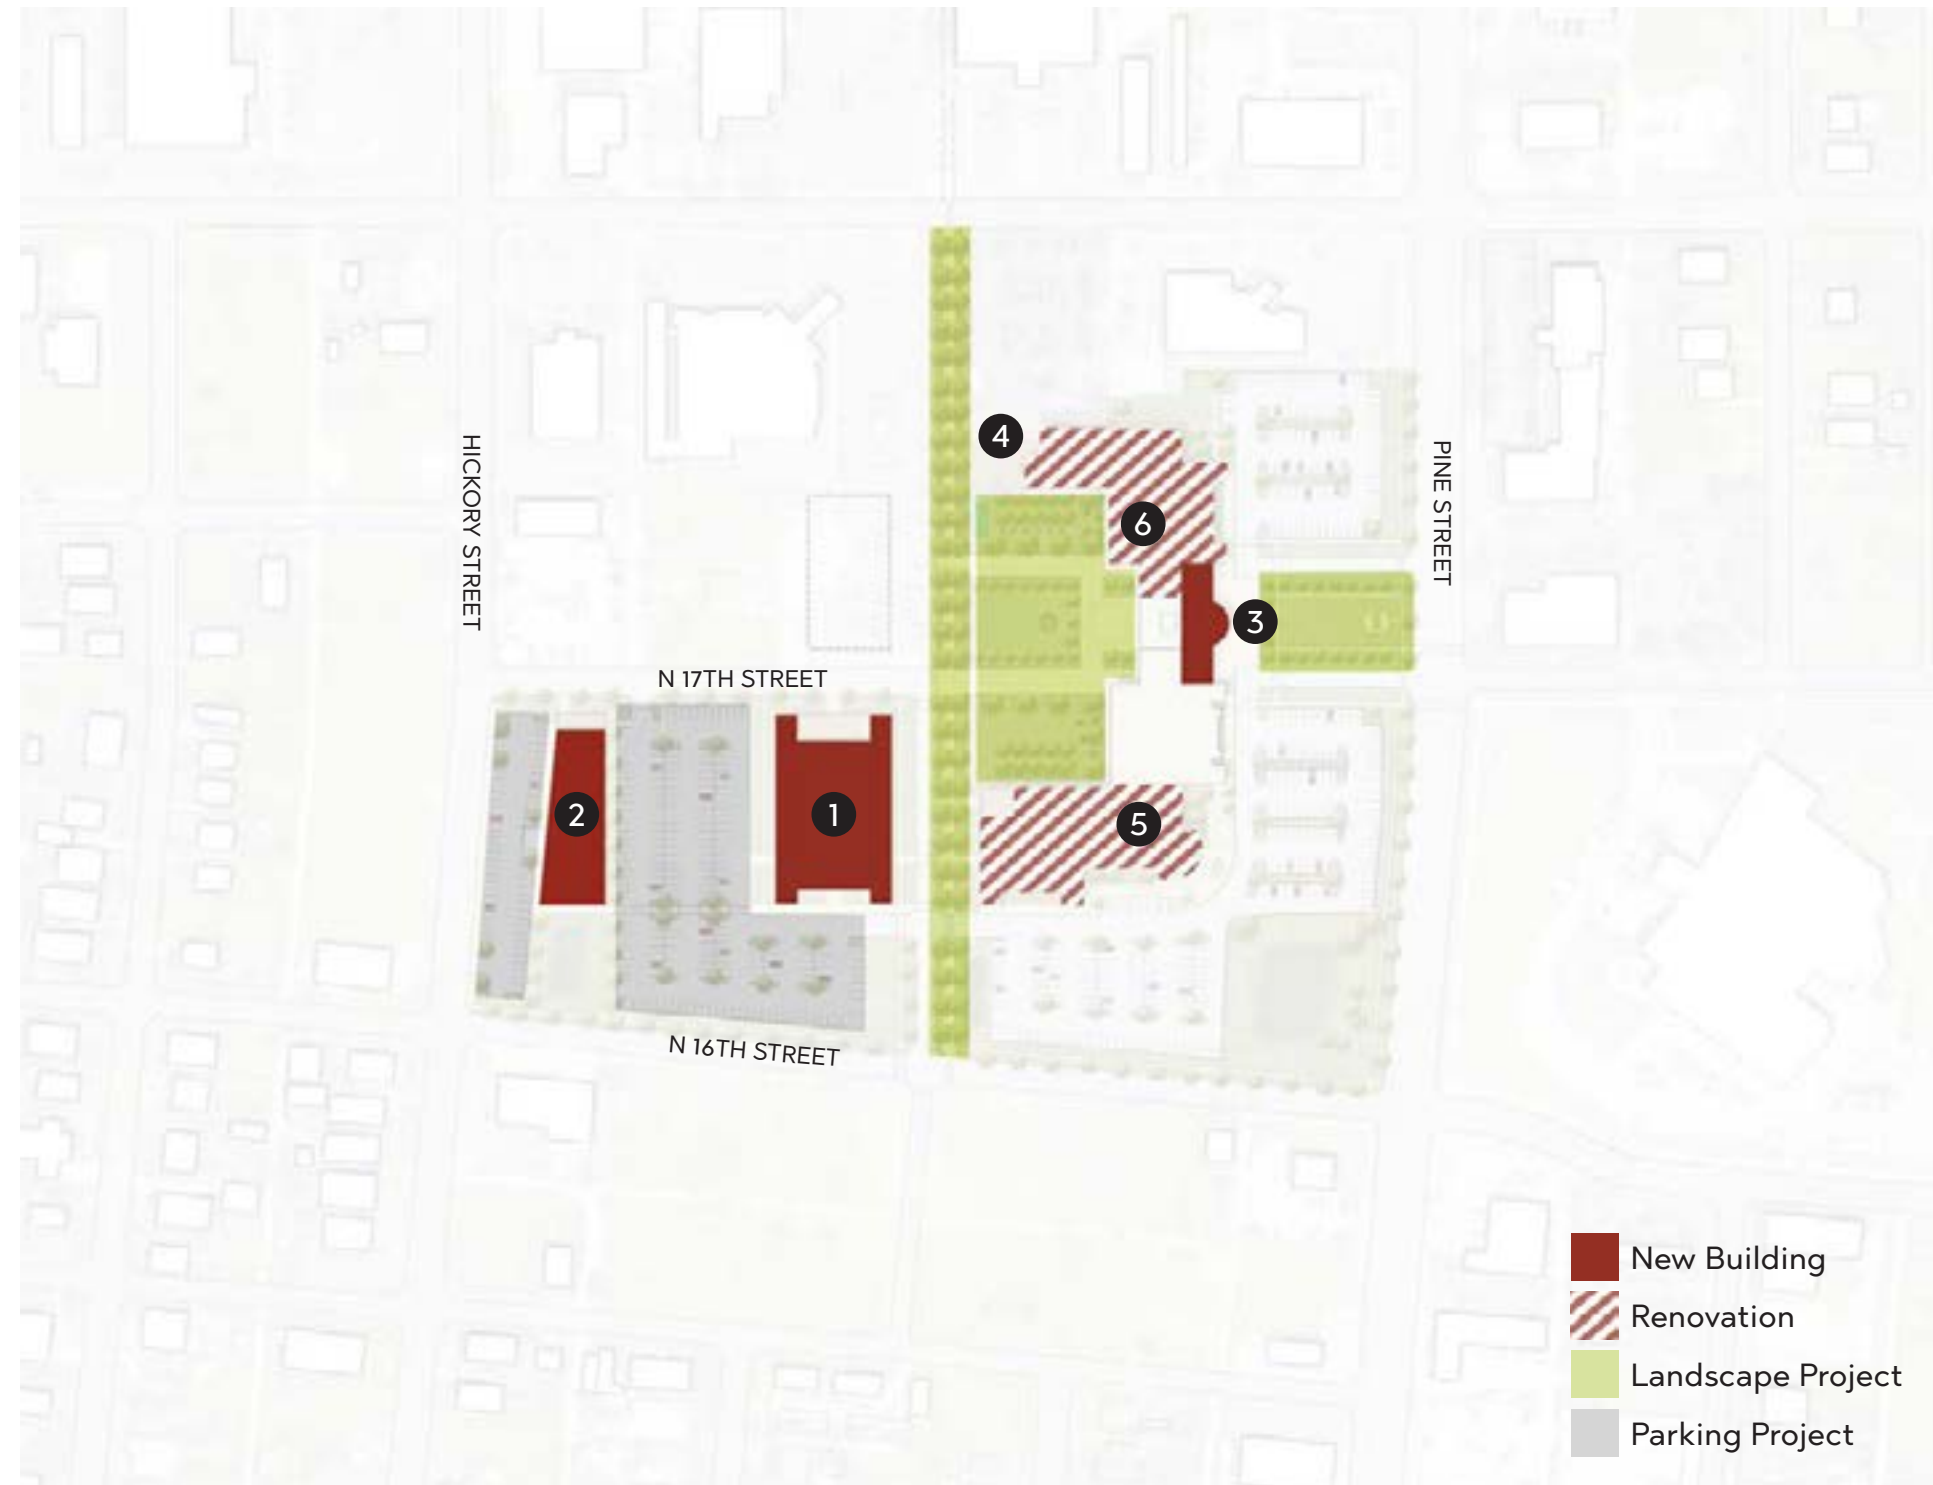 4
HICKORY STREET
PINE STREET
6
3
N 17TH STREET
2
1
5
N 16TH STREET
New Building
Renovation
Landscape Project
Parking Project